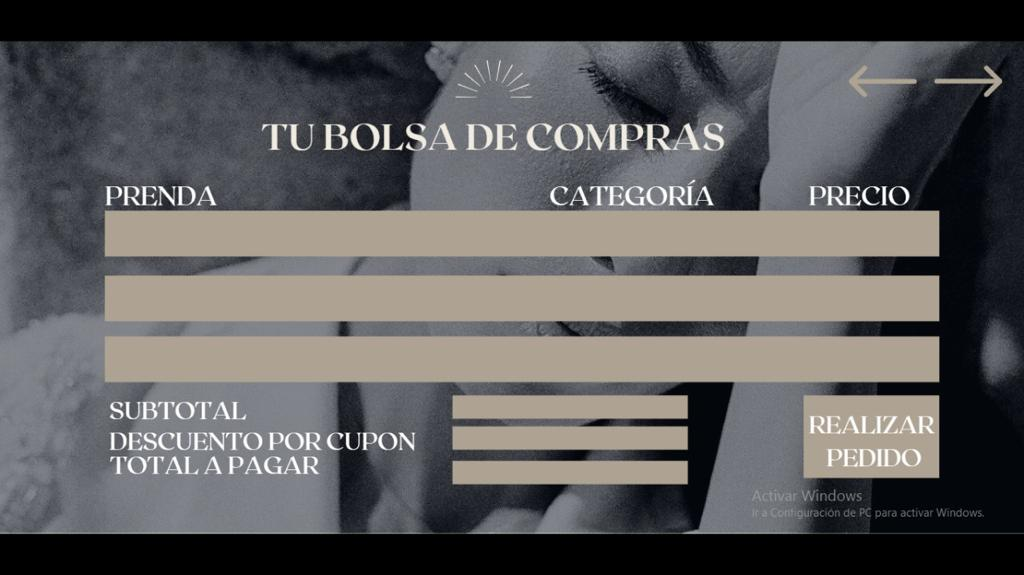 TU BOLSA DE COMPRAS
PRENDA CATEGORÍA PRECIO
SUBTOTAL
DESCUENTO POR CUPON
TOTAL A PAGAR
REALIZAR
PEDIDO
Activar Windows
Ir a Configuración de PC para activar Windows.